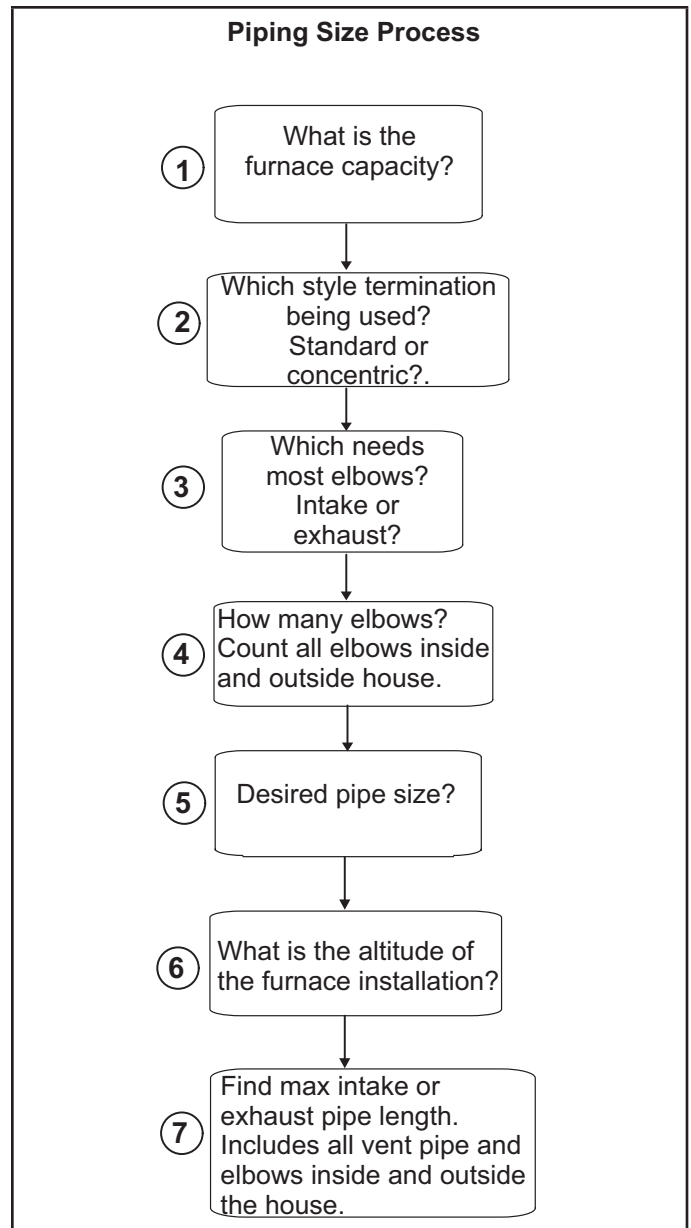 Piping Size Process
1
What is the
furnace capacity?
2
Which style termination
being used?
Standard or
concentric?.
3
Which needs
most elbows?
Intake or
exhaust?
4
How many elbows?
Count all elbows inside
and outside house.
5
Desired pipe size?
6
What is the altitude of
the furnace installation?
7
Find max intake or
exhaust pipe length.
Includes all vent pipe and
elbows inside and outside
the house.